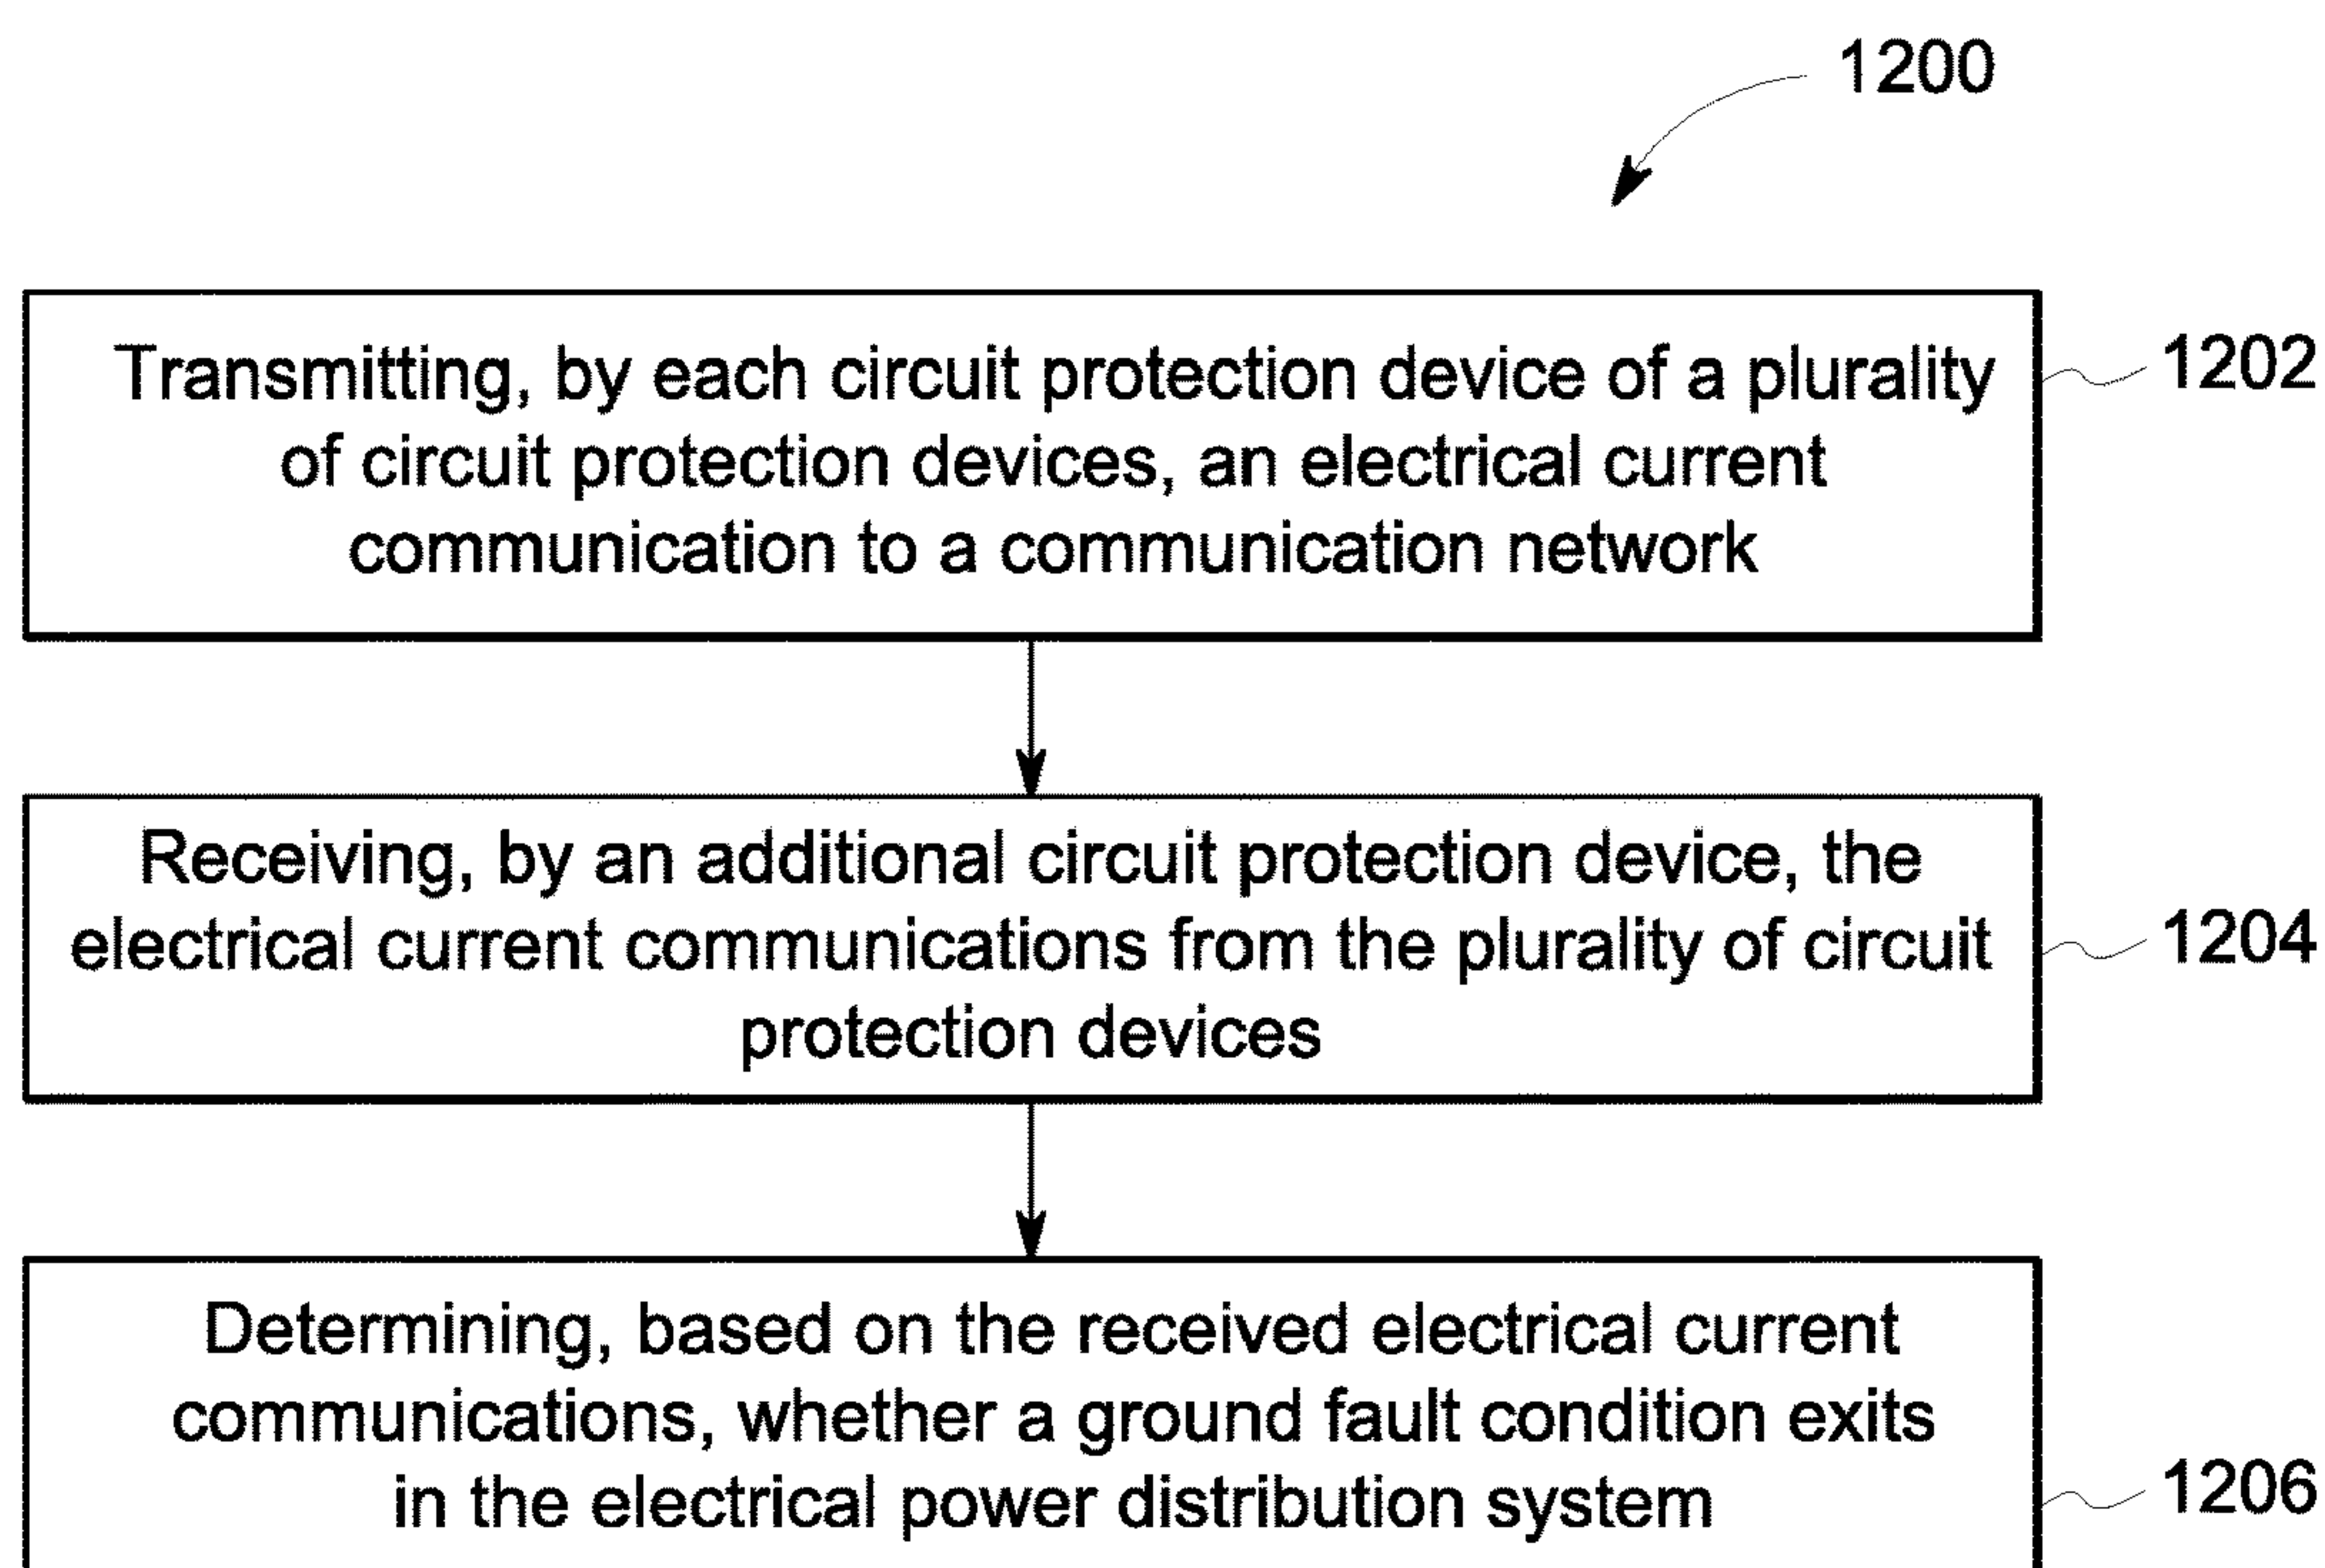 1200
Transmitting, by each circuit protection device of a plurality
of circuit protection devices, an electrical current
communication to a communication network
1202
Receiving, by an additional circuit protection device, the
electrical current communications from the plurality of circuit
protection devices
1204
Determining, based on the received electrical current
communications, whether a ground fault condition exits
in the electrical power distribution system
1206